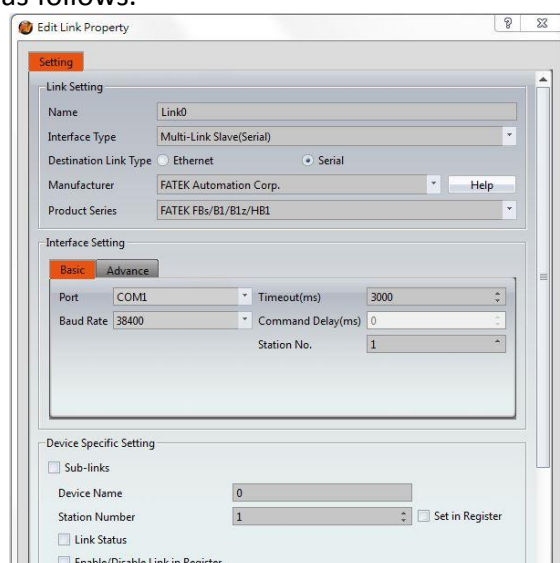 as follows:
Edit Link Property
Setting
Link Setting
Name Link0
Interface Type Multi-Link Slave(Serial)
Destination Link Type Ethernet Serial
Manufacturer FATEK Automation Corp. Help
Product Series FATEK FBs/B1/B1z/HB1
Interface Setting
Basic Advance
Port COM1 Timeout(ms) 3000
Baud Rate 38400 Command Delay(ms) 0
Station No. 1
Device Specific Setting
Sub-links
Device Name 0
Station Number 1 Set in Register
Link Status
Enable/Disable Link in Register